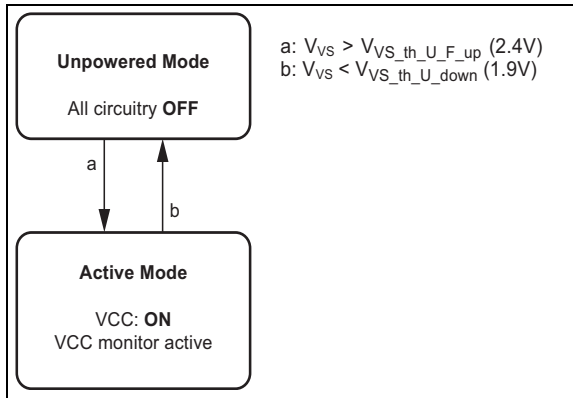 Unpowered Mode
All circuitry OFF
a: VVS > VVS_th_U_F_up (2.4V)
b: VVS < VVS_th_U_down (1.9V)
a
b
Active Mode
VCC: ON
VCC monitor active